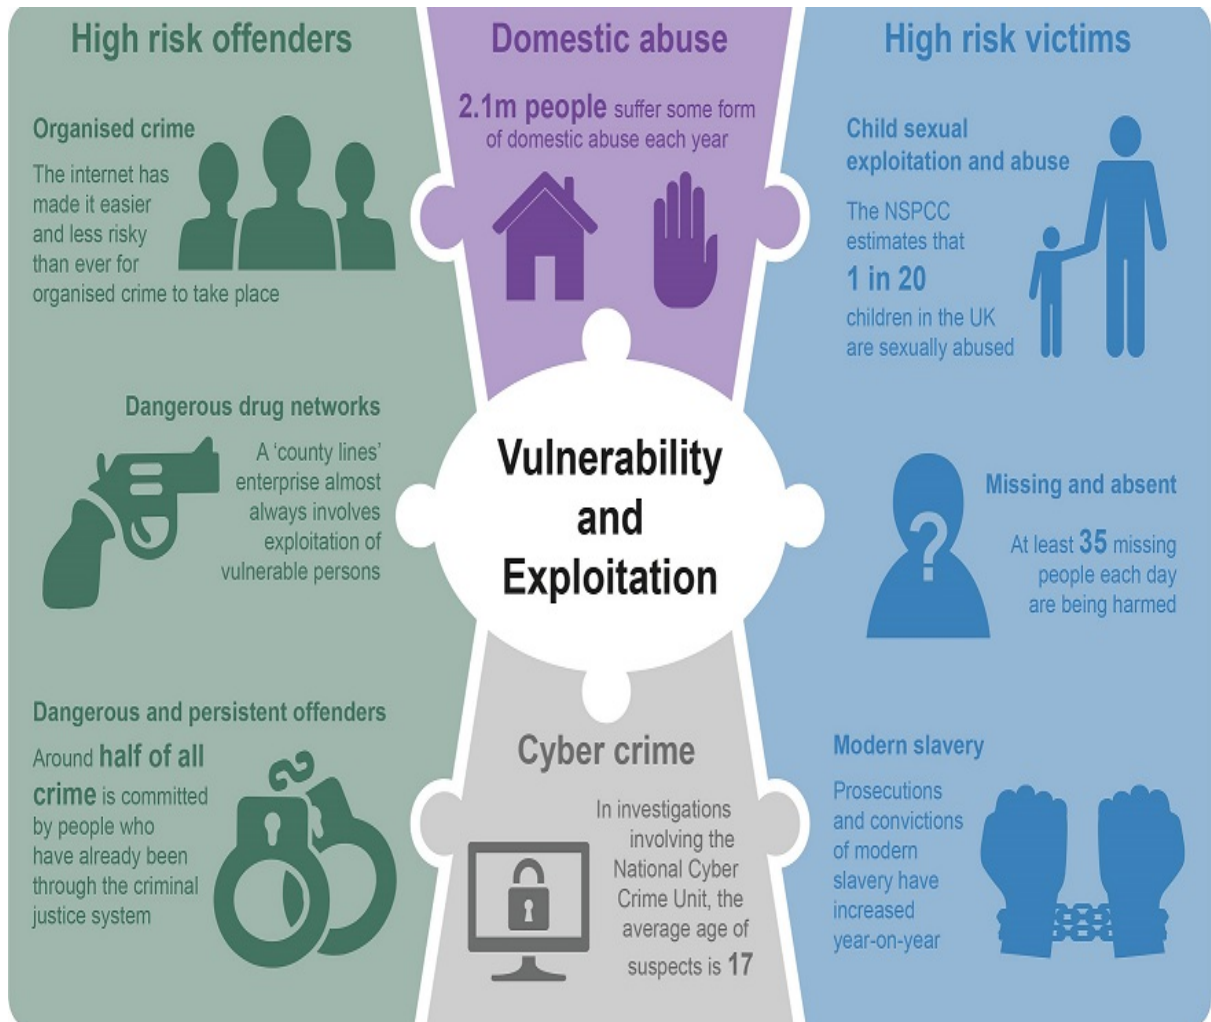 High risk offenders
Organised crime
The internet has
made it easier
and less risky
than ever for
organised crime to take place
Dangerous drug networks
A ‘county lines’
enterprise almost
always involves
exploitation of
vulnerable persons
Dangerous and persistent offenders
Around half of all
crime is committed
by people who
have already been
through the criminal
justice system
Domestic abuse
2.1m people suffer some form
of domestic abuse each year
Vulnerability
and
Exploitation
Cyber crime
In investigations
involving the
National Cyber
Crime Unit, the
average age of
suspects is 17
High risk victims
Child sexual
exploitation and abuse
The NSPCC
estimates that
1 in 20
children in the UK
are sexually abused
Missing and absent
At least 35 missing
people each day
are being harmed
?
Modern slavery
Prosecutions
and convictions
of modern
slavery have
increased
year-on-year